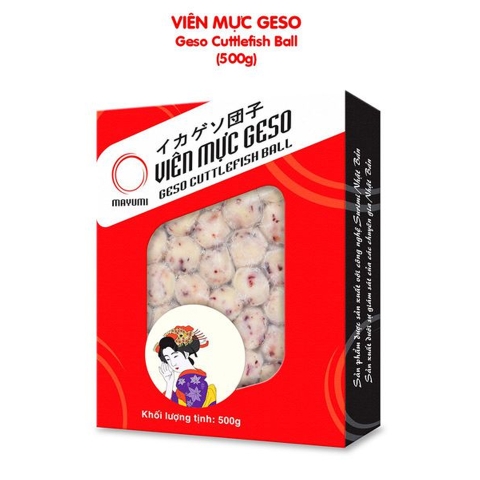 VIÊN MỰC GESO
Geso Cuttlefish Ball
(500g)
イカゲソ団子
VIÊN MỰC GESO
GESO CUTTLEFISH BALL
MAYUMI
Khối lượng tịnh: 500g
Sản phẩm được sản xuất với công nghệ Surimi Nhật Bản
Sản xuất dưới sự giám sát của các chuyên gia Nhật Bản